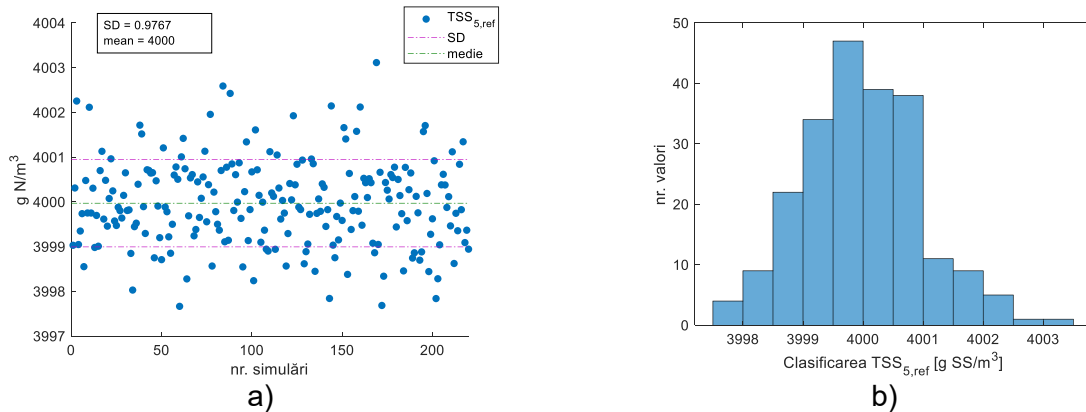 SD = 0.9767
mean = 4000
TSS5,ref
SD
medie
g N/m3
4004
4003
4002
4001
4000
3999
3998
3997
0
50
100
150
200
nr. simulări
a)
nr. valori
50
40
30
20
10
0
3998
3999
4000
4001
4002
4003
Clasificarea TSS5,ref [g SS/m3]
b)